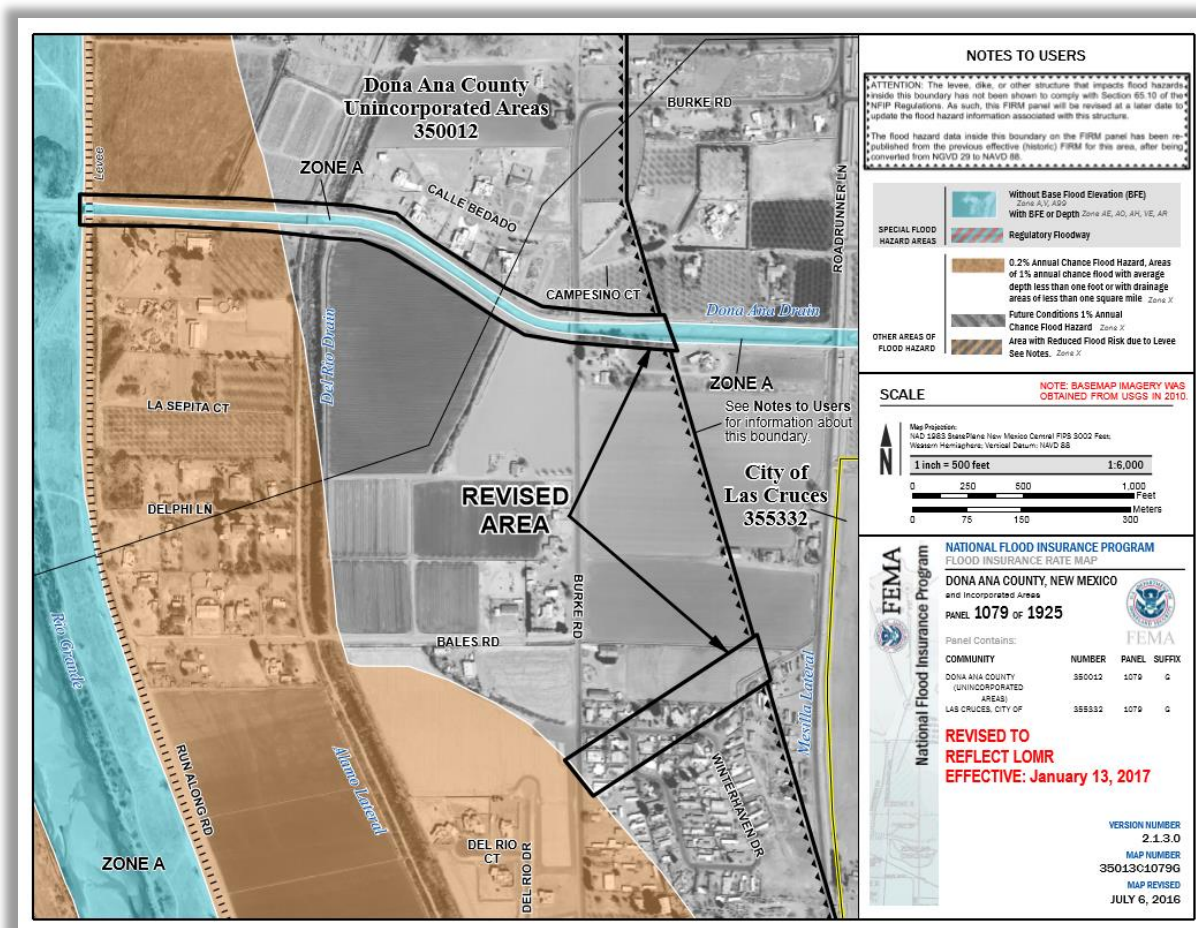 Dona Ana County
Unincorporated Areas
350012
BURKE RD
Levee
ZONE A
CALLE BEDADO
ROADRUNNER LN
CAMPESINO CT
Dona Ana Drain
Del Rio Drain
ZONE A
LA SEPITA CT
See Notes to Users
for information about
this boundary.
City of
Las Cruces
355332
REVISED
AREA
DELPHI LN
BURKE RD
Rio Grande
BALES RD
Mesilla Lateral
RUN ALONG RD
Alamo Lateral
WINTERHAVEN DR
DEL RIO
CT
DEL RIO DR
ZONE A
NOTES TO USERS
ATTENTION: The levee, dike, or other structure that impacts flood hazards
inside this boundary has not been shown to comply with Section 65.10 of the
NFIP Regulations. As such, this FIRM panel will be revised at a later date to
update the flood hazard information associated with this structure.
The flood hazard data inside this boundary on the FIRM panel has been re-
published from the previous effective (historic) FIRM for this area, after being
converted from NGVD 29 to NAVD 88.
SPECIAL FLOOD
HAZARD AREAS
Without Base Flood Elevation (BFE)
Zone A,V, A99
With BFE or Depth Zone AE, AO, AH, VE, AR
Regulatory Floodway
OTHER AREAS OF
FLOOD HAZARD
0.2% Annual Chance Flood Hazard, Areas
of 1% annual chance flood with average
depth less than one foot or with drainage
areas of less than one square mile Zone X
Future Conditions 1% Annual
Chance Flood Hazard Zone X
Area with Reduced Flood Risk due to Levee
See Notes. Zone X
SCALE
NOTE: BASEMAP IMAGERY WAS
OBTAINED FROM USGS IN 2010.
N
Map Projection:
NAD 1983 StatePlane New Mexico Central FIPS 3002 Feet;
Western Hemisphere; Vertical Datum: NAVD 88
1 inch = 500 feet 1:6,000
0 250 500 1,000
Feet
Meters
0 75 150 300
FEMA
National Flood Insurance Program
NATIONAL FLOOD INSURANCE PROGRAM
FLOOD INSURANCE RATE MAP
DONA ANA COUNTY, NEW MEXICO
and Incorporated Areas
PANEL 1079 OF 1925
FEMA
Panel Contains:
COMMUNITY NUMBER PANEL SUFFIX
DONA ANA COUNTY 350012 1079 G
(UNINCORPORATED
AREAS)
LAS CRUCES, CITY OF 355332 1079 G
REVISED TO
REFLECT LOMR
EFFECTIVE: January 13, 2017
VERSION NUMBER
2.1.3.0
MAP NUMBER
35013C1079G
MAP REVISED
JULY 6, 2016